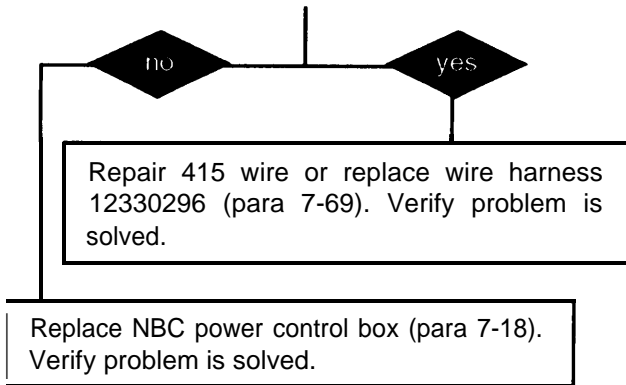 no yes
Repair 415 wire or replace wire harness
12330296 (para 7-69). Verify problem is
solved.
Replace NBC power control box (para 7-18).
Verify problem is solved.